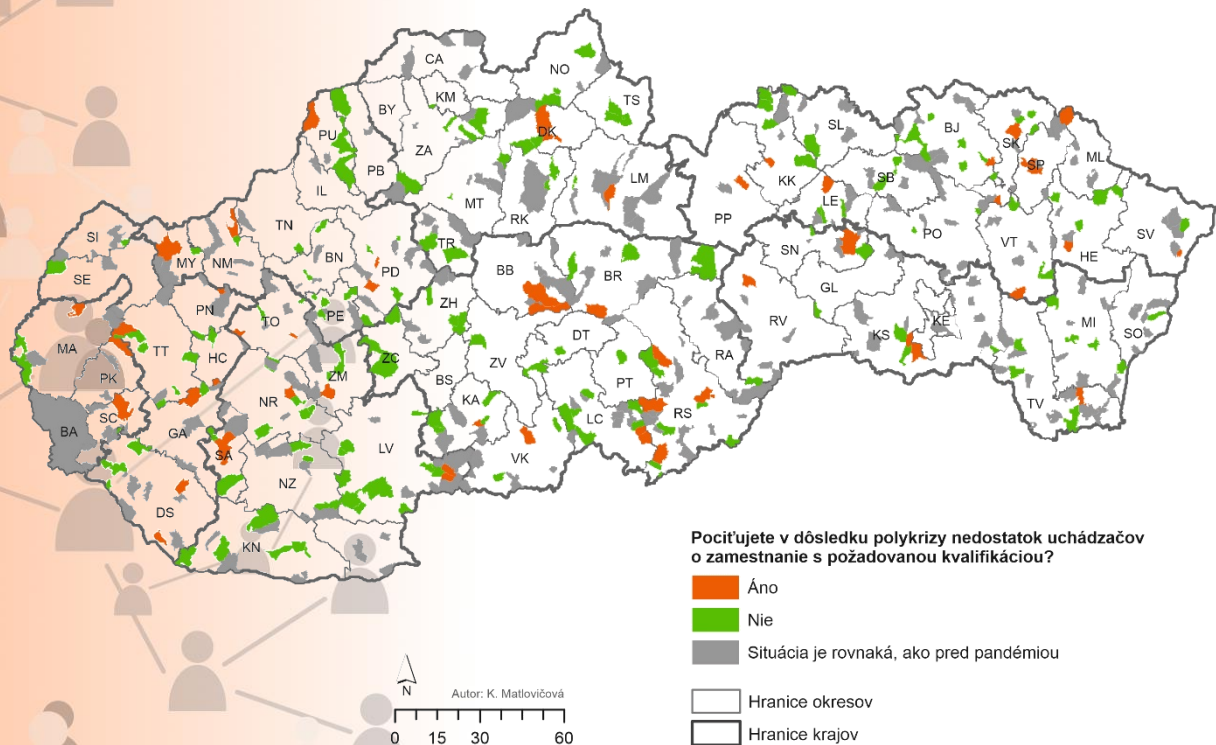 CA
NO
BY
KM
TS
PU
DK
ZA
PB
IL
LM
MT
RK
SL
BJ
SK
SP
ML
KK
SB
LE
PP
PO
VT
HE
SV
SI
SE
MY
NM
TN
BN
PD
TR
BB
BR
SN
GL
PN
TO
PE
ZH
MA
TT
HC
ZM
ZC
DT
RV
KS
KE
MI
SO
PK
BS
ZV
RA
NR
KA
PT
RS
SC
BA
GA
SA
LC
TV
LV
VK
DS
NZ
KN
Pociťujete v dôsledku polykrizy nedostatok uchádzačov
o zamestnanie s požadovanou kvalifikáciou?
Áno
Nie
Situácia je rovnaká, ako pred pandémiou
Hranice okresov
Hranice krajov
N
Autor: K. Matlovičová
0 15 30 60